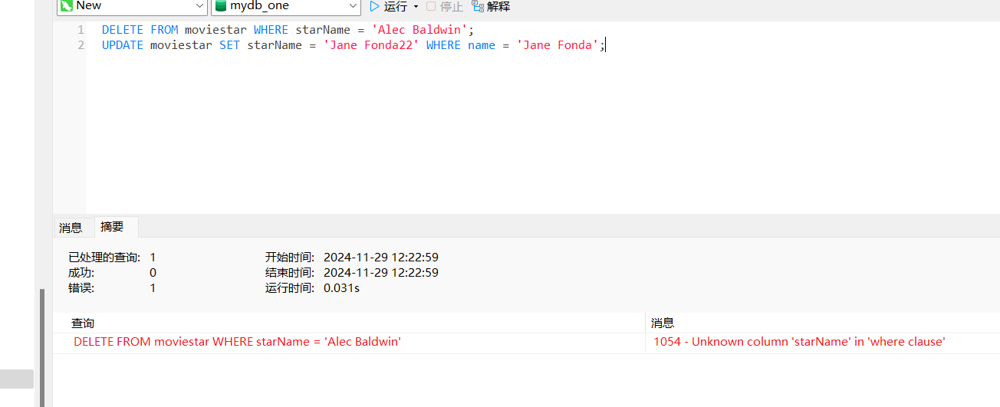 New mydb_one 运行 停止 解释
1 DELETE FROM moviestar WHERE starName = 'Alec Baldwin';
2 UPDATE moviestar SET starName = 'Jane Fonda22' WHERE name = 'Jane Fonda';
消息 摘要
已处理的查询: 1 开始时间: 2024-11-29 12:22:59
成功: 0 结束时间: 2024-11-29 12:22:59
错误: 1 运行时间: 0.031s
查询 消息
DELETE FROM moviestar WHERE starName = 'Alec Baldwin' 1054 - Unknown column 'starName' in 'where clause'